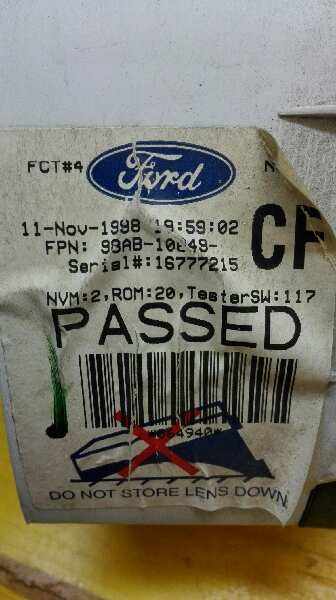 FCT#4 Ford N
11-Nov-1998 19:59:02
FPN: 98AB-10849-
CF
Serial#:16777215
NVM:2,ROM:20,TesterSW:117
PASSED
*064940*
DO NOT STORE LENS DOWN